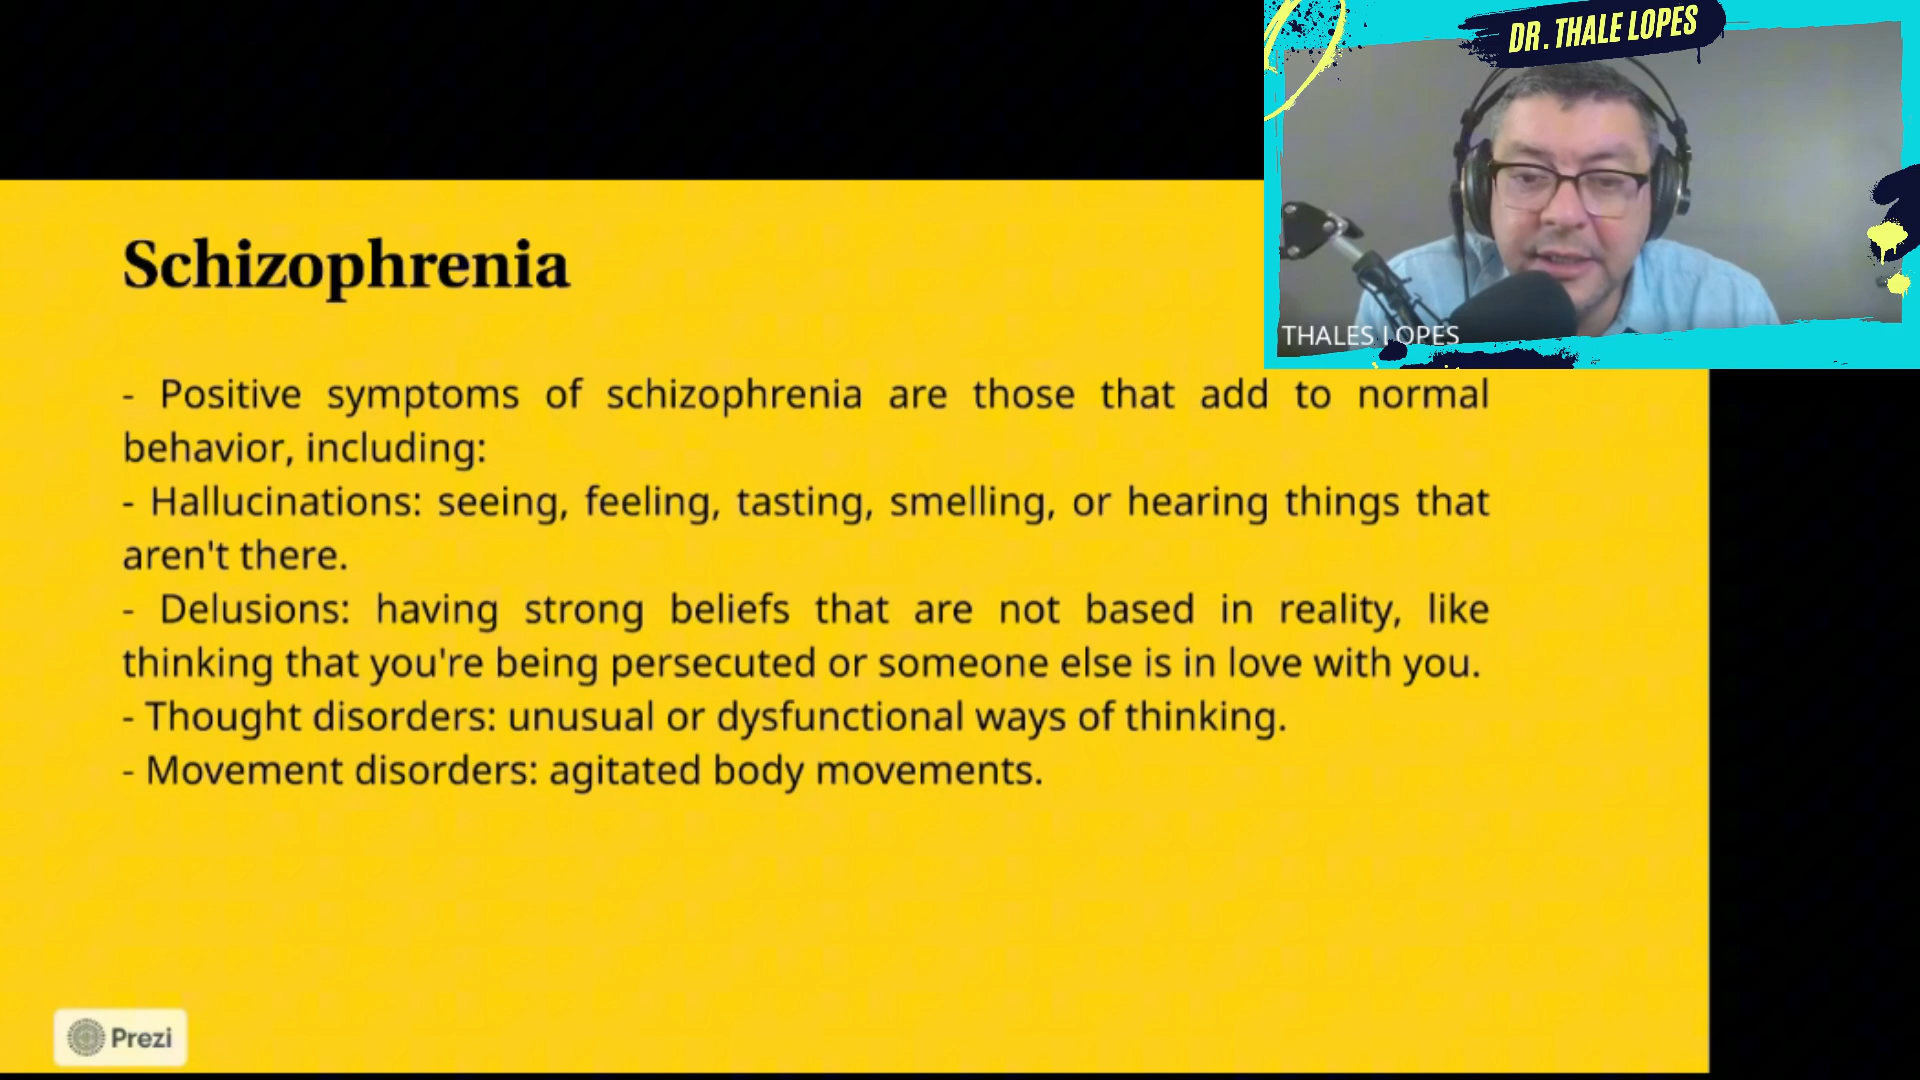 DR. THALE LOPES
THALES LOPES
Schizophrenia
- Positive symptoms of schizophrenia are those that add to normal
behavior, including:
- Hallucinations: seeing, feeling, tasting, smelling, or hearing things that
aren't there.
- Delusions: having strong beliefs that are not based in reality, like
thinking that you're being persecuted or someone else is in love with you.
- Thought disorders: unusual or dysfunctional ways of thinking.
- Movement disorders: agitated body movements.
Prezi